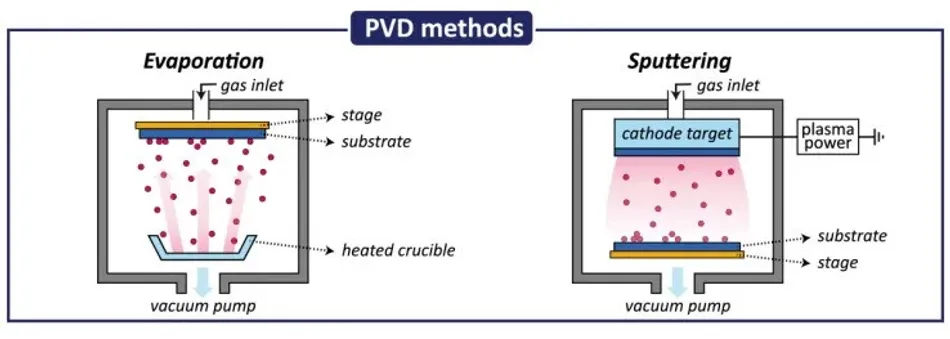 PVD methods
Evaporation
gas inlet
stage
substrate
heated crucible
vacuum pump
Sputtering
gas inlet
cathode target
plasma
power
substrate
stage
vacuum pump